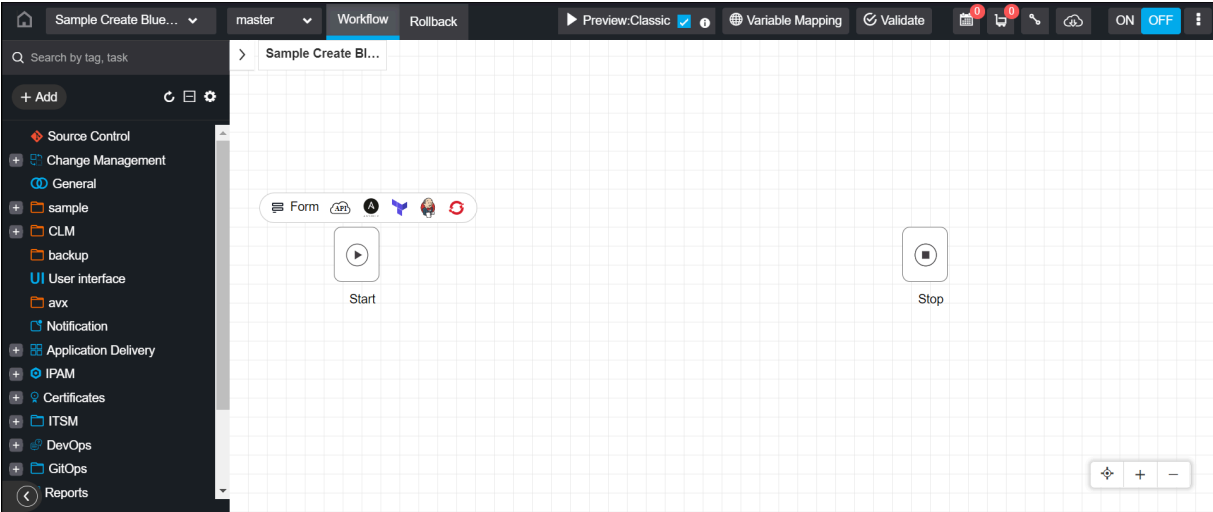 Sample Create Blue...
master
Workflow
Rollback
Preview:Classic
Variable Mapping
Validate
0
0
ON
OFF
Search by tag, task
Sample Create Bl...
+ Add
Source Control
Change Management
General
sample
CLM
backup
UI User interface
avx
Notification
Application Delivery
IPAM
Certificates
ITSM
DevOps
GitOps
Reports
Form
API
A
Start
Stop